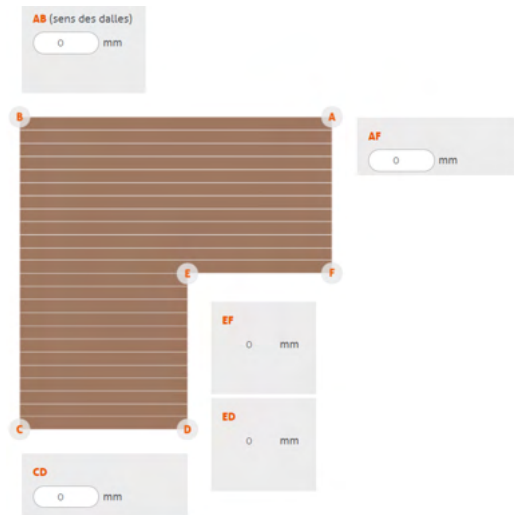 AB (sens des dalles)
0 mm
B
A
AF
0 mm
E
F
EF
0 mm
ED
0 mm
C
D
CD
0 mm